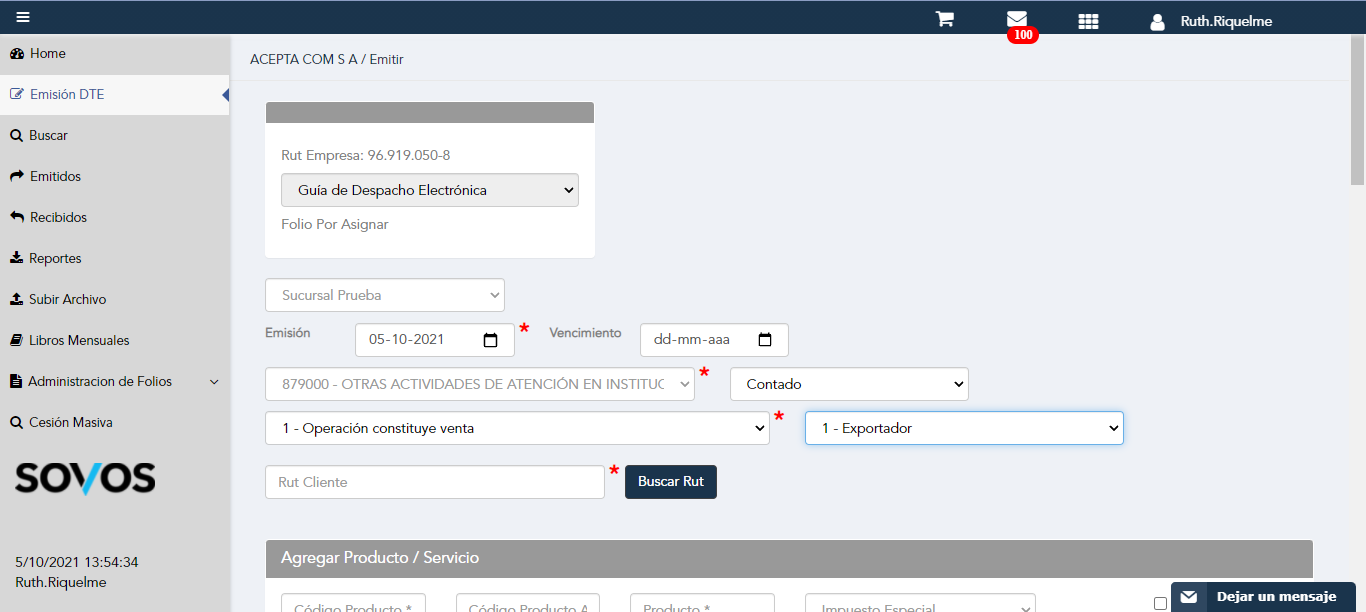 Ruth.Riquelme
100
Home
Emisión DTE
Buscar
Emitidos
Recibidos
Reportes
Subir Archivo
Libros Mensuales
Administracion de Folios
Cesión Masiva
SOVOS
5/10/2021 13:54:34
Ruth.Riquelme
ACEPTA COM S A / Emitir
Rut Empresa: 96.919.050-8
Guía de Despacho Electrónica
Folio Por Asignar
Sucursal Prueba
Emisión 05-10-2021 * Vencimiento dd-mm-aaa
879000 - OTRAS ACTIVIDADES DE ATENCIÓN EN INSTITUC * Contado
1 - Operación constituye venta * 1 - Exportador
Rut Cliente * Buscar Rut
Agregar Producto / Servicio
Código Producto * Código Producto A Producto * Impuesto Especial
Dejar un mensaje